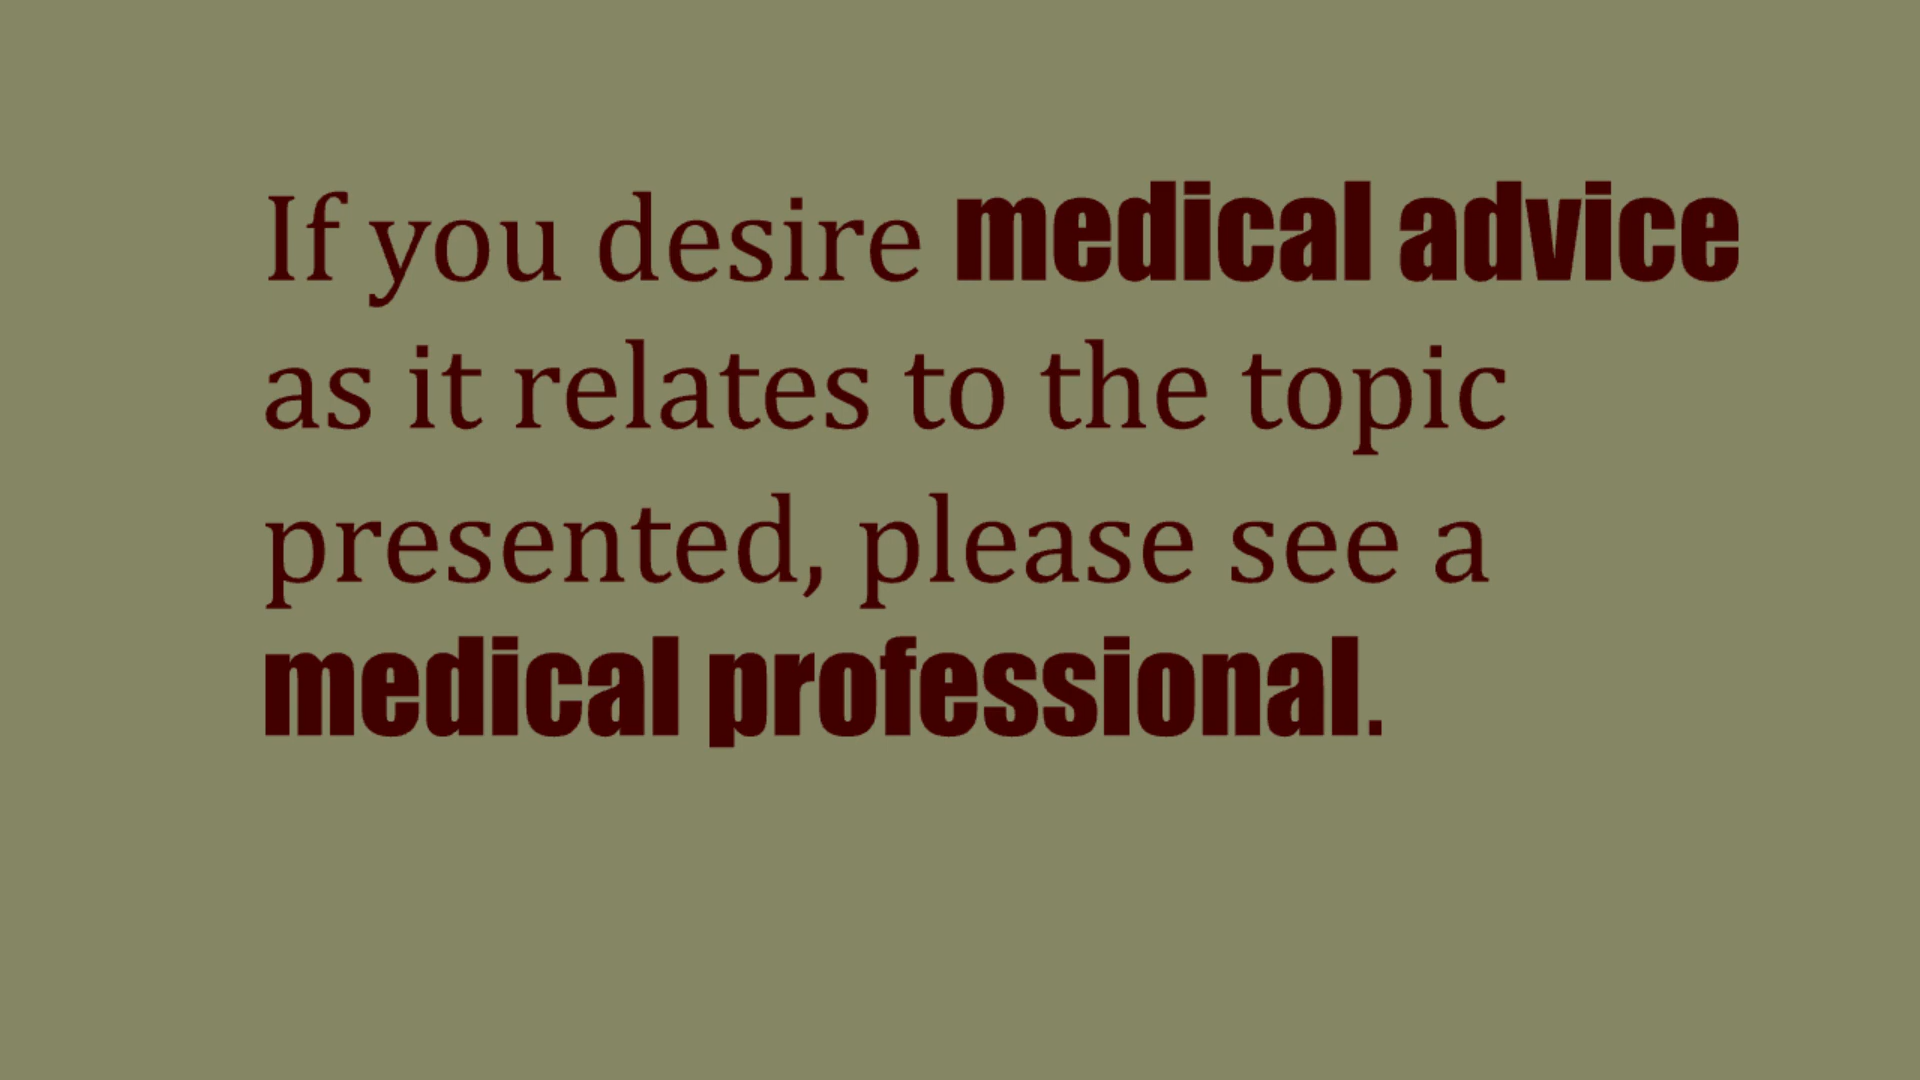 If you desire medical advice
as it relates to the topic
presented, please see a
medical professional.